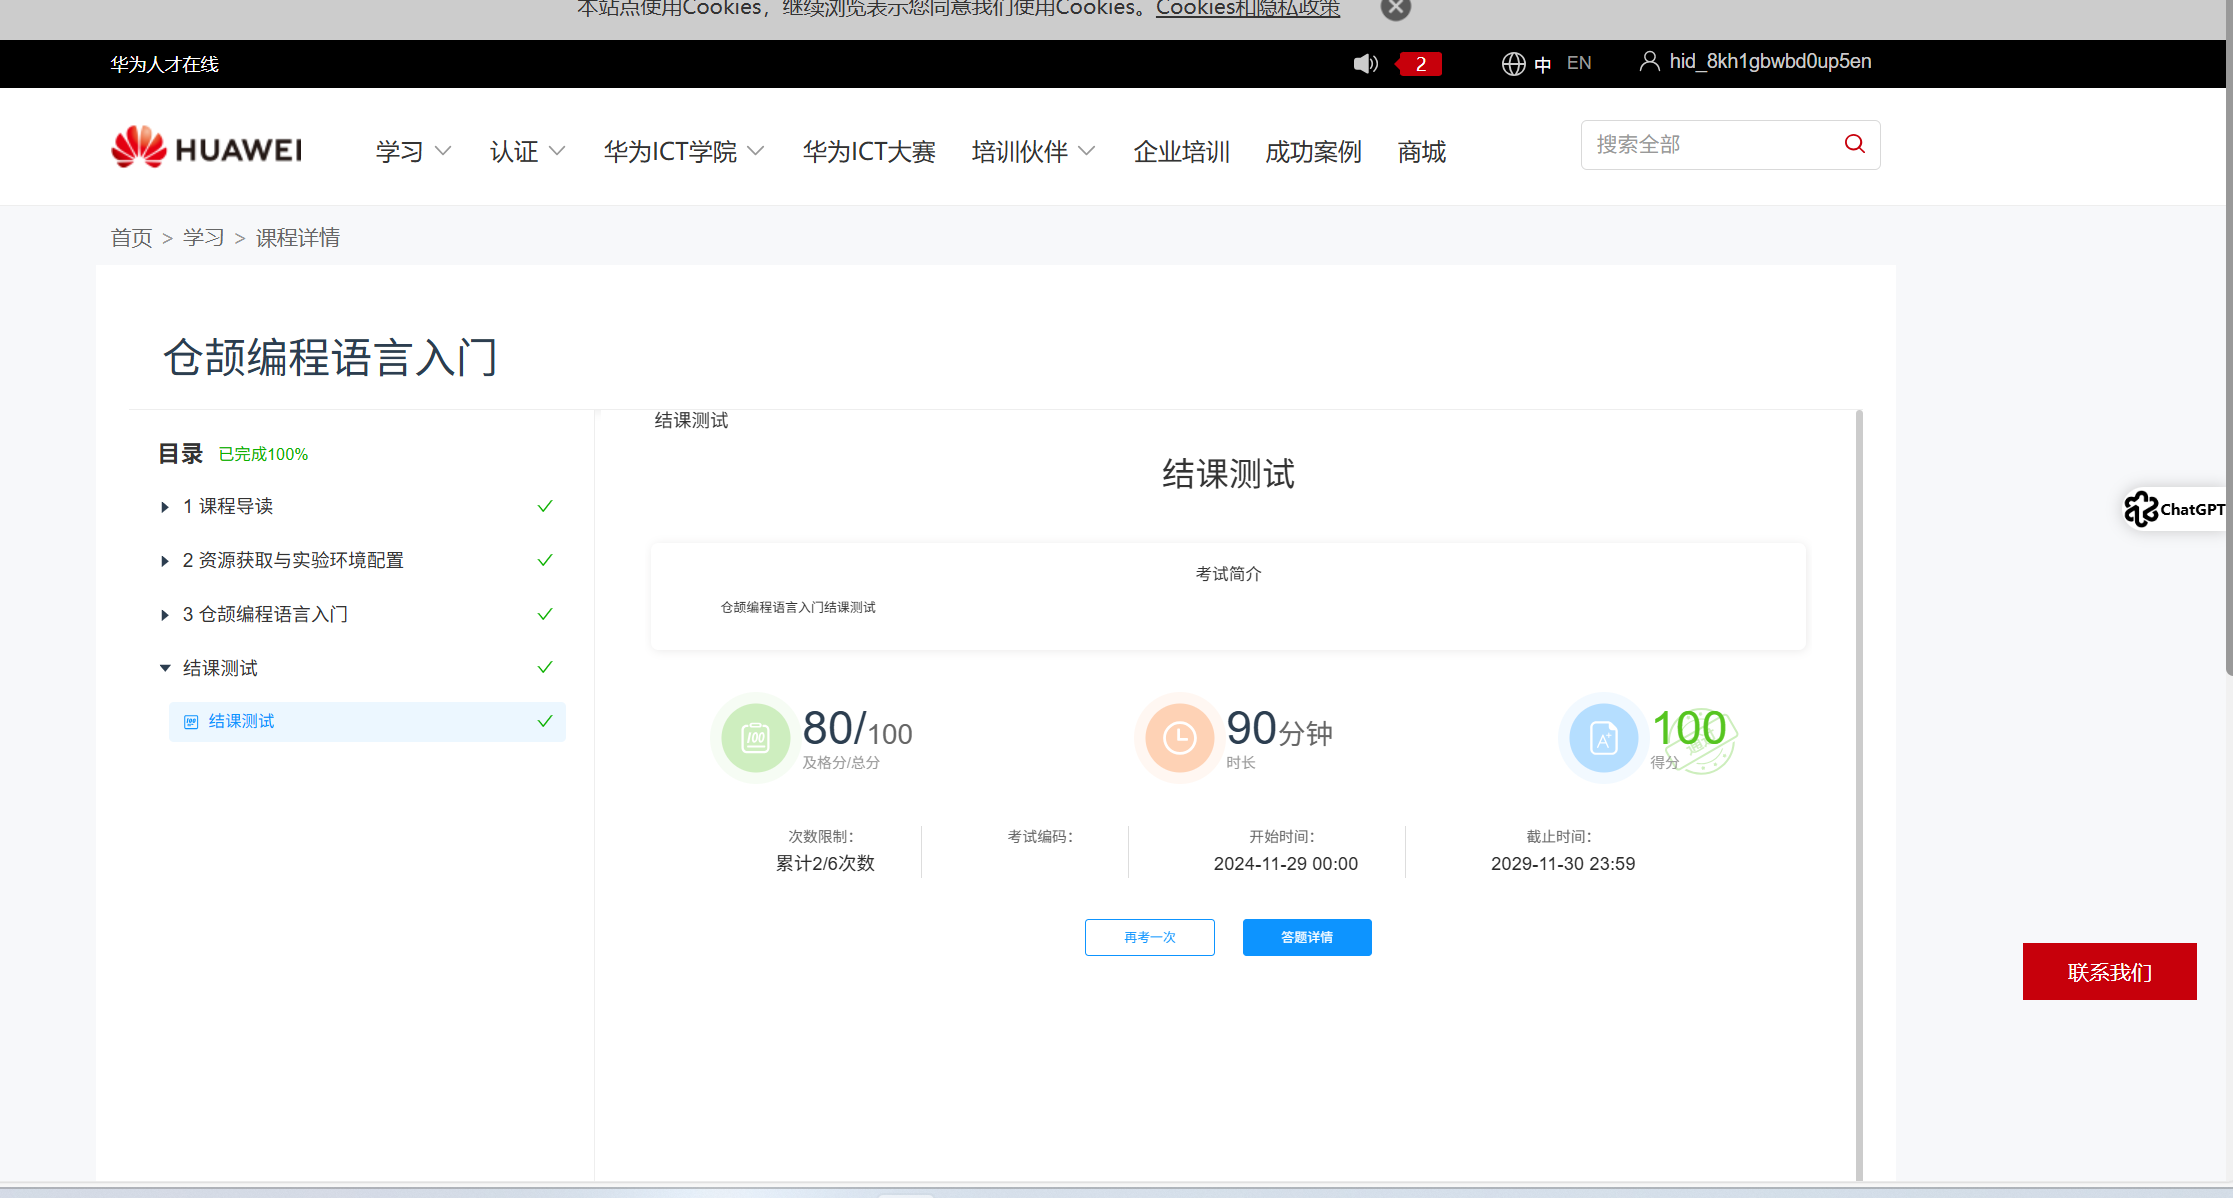 本站点使用Cookies，继续浏览表示您同意我们使用Cookies。Cookies和隐私政策
华为人才在线
2
中 EN
hid_8kh1gbwbd0up5en
HUAWEI
学习
认证
华为ICT学院
华为ICT大赛
培训伙伴
企业培训
成功案例
商城
搜索全部
首页 > 学习 > 课程详情
仓颉编程语言入门
目录 已完成100%
1 课程导读
2 资源获取与实验环境配置
3 仓颉编程语言入门
结课测试
结课测试
结课测试
结课测试
考试简介
仓颉编程语言入门结课测试
100
80/100
及格分/总分
90分钟
时长
A+
100
得分
通过
次数限制：
累计2/6次数
考试编码：
开始时间：
2024-11-29 00:00
截止时间：
2029-11-30 23:59
再考一次
答题详情
ChatGPT
联系我们